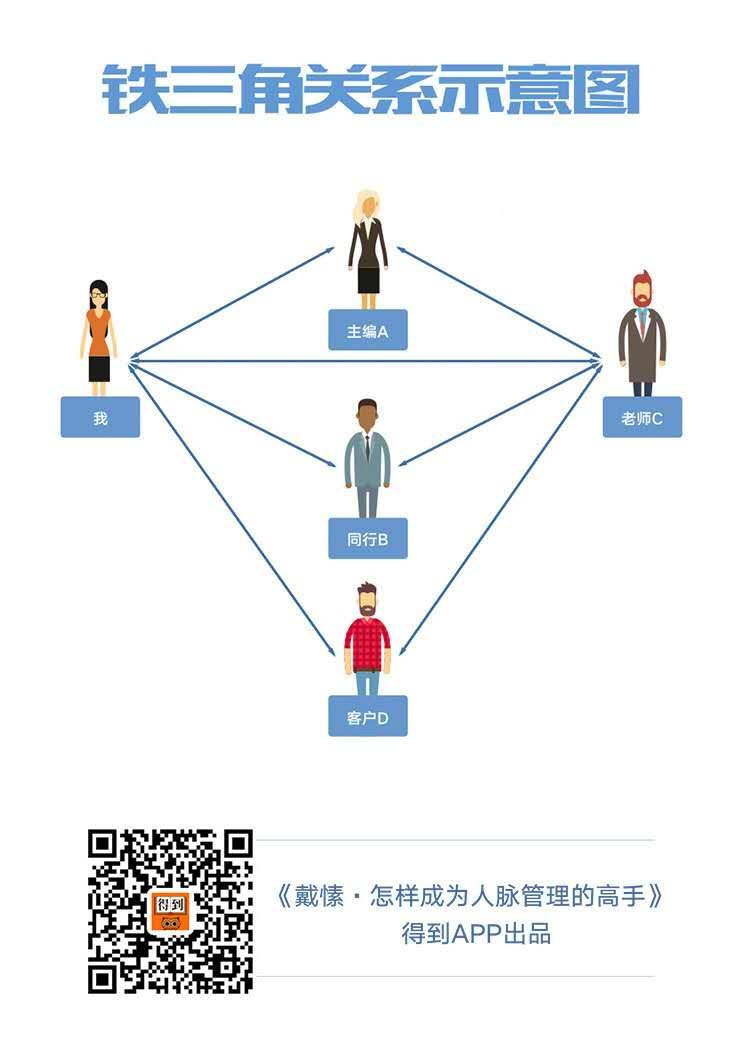 铁三角关系示意图
主编A
我
老师C
同行B
客户D
得到
《戴愫·怎样成为人脉管理的高手》
得到APP出品